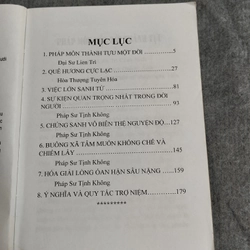 MỤC LỤC
1. PHÁP MÔN THÀNH TỰU MỘT ĐỜI..........5
Đại Sư Lien Trì
2. QUÊ HƯƠNG CỰC LẠC..........27
Hòa Thượng Tuyên Hóa
3. VIỆC LỚN SANH TỬ..........81
4. SỰ KIỆN QUAN TRỌNG NHẤT TRONG ĐỜI
NGƯỜI..........93
Pháp Sư Tịnh Không
5. CHÚNG SANH VÔ BIÊN THỆ NGUYỆN ĐỘ...127
Pháp Sư Tịnh Không
6. BUÔNG XẢ TÂM MUỐN KHỐNG CHẾ VÀ
CHIẾM LẤY..........145
Pháp Sư Tịnh Không
7. HÓA GIẢI LÒNG OÁN HẬN SÂU NẶNG....159
Pháp Sư Tịnh Không
8. Ý NGHĨA VÀ QUY TẮC TRỢ NIỆM..........179
*********